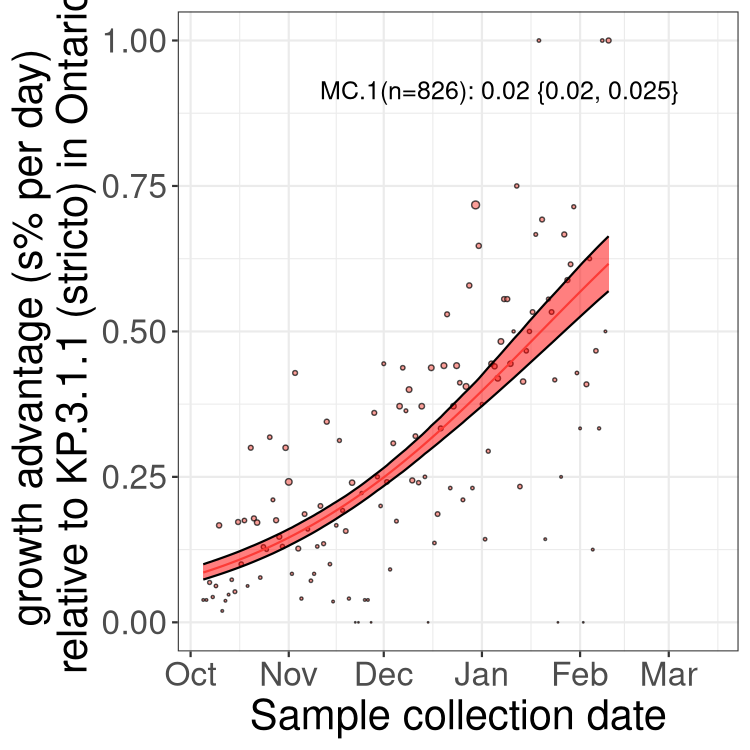 growth advantage (s% per day)
relative to KP.3.1.1 (stricto) in Ontario
1.00
0.75
0.50
0.25
0.00
MC.1(n=826): 0.02 {0.02, 0.025}
Oct Nov Dec Jan Feb Mar
Sample collection date